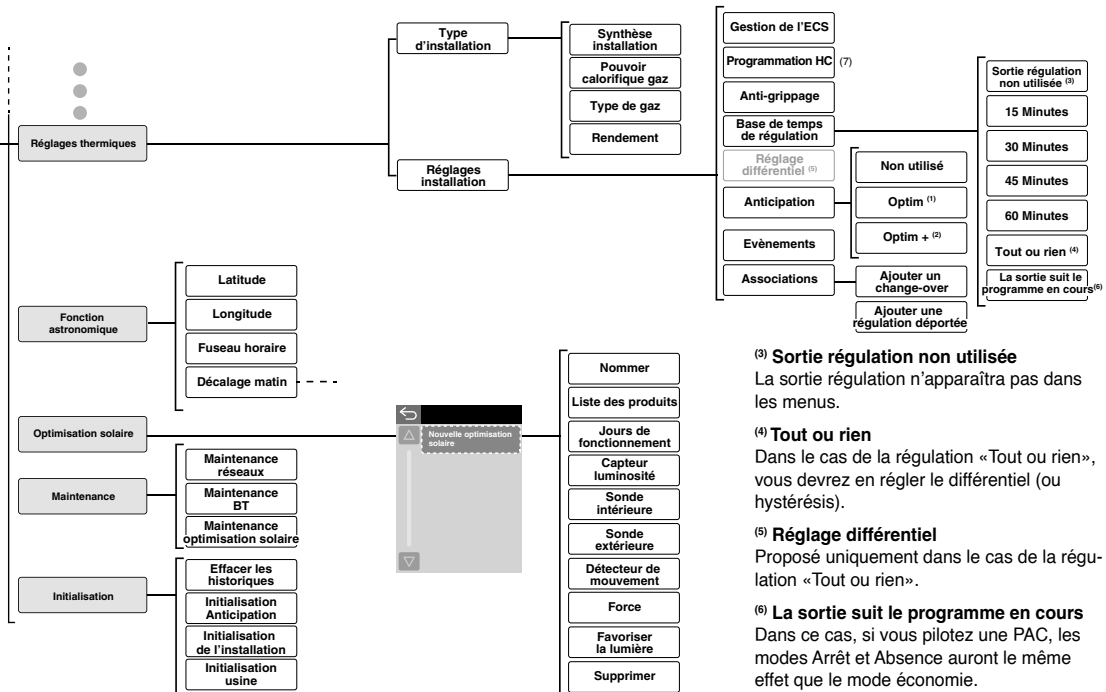 Réglages thermiques
Type
d'installation
Synthèse
installation
Pouvoir
calorifique gaz
Type de gaz
Rendement
Réglages
installation
Gestion de l'ECS
Programmation HC (7)
Anti-grippage
Base de temps
de régulation
Réglage
différentiel (5)
Anticipation
Evènements
Associations
Non utilisé
Optim (1)
Optim + (2)
Ajouter un
change-over
Ajouter une
régulation déportée
Sortie régulation
non utilisée (3)
15 Minutes
30 Minutes
45 Minutes
60 Minutes
Tout ou rien (4)
La sortie suit le
programme en cours(6)
Fonction
astronomique
Latitude
Longitude
Fuseau horaire
Décalage matin
Optimisation solaire
Nouvelle optimisation
solaire
Nommer
Liste des produits
Jours de
fonctionnement
Capteur
luminosité
Sonde
intérieure
Sonde
extérieure
Détecteur de
mouvement
Force
Favoriser
la lumière
Supprimer
Maintenance
Maintenance
réseaux
Maintenance
BT
Maintenance
optimisation solaire
Initialisation
Effacer les
historiques
Initialisation
Anticipation
Initialisation
de l'installation
Initialisation
usine
(3) Sortie régulation non utilisée
La sortie régulation n'apparaîtra pas dans
les menus.
(4) Tout ou rien
Dans le cas de la régulation «Tout ou rien»,
vous devrez en régler le différentiel (ou
hystérésis).
(5) Réglage différentiel
Proposé uniquement dans le cas de la régu-
lation «Tout ou rien».
(6) La sortie suit le programme en cours
Dans ce cas, si vous pilotez une PAC, les
modes Arrêt et Absence auront le même
effet que le mode économie.